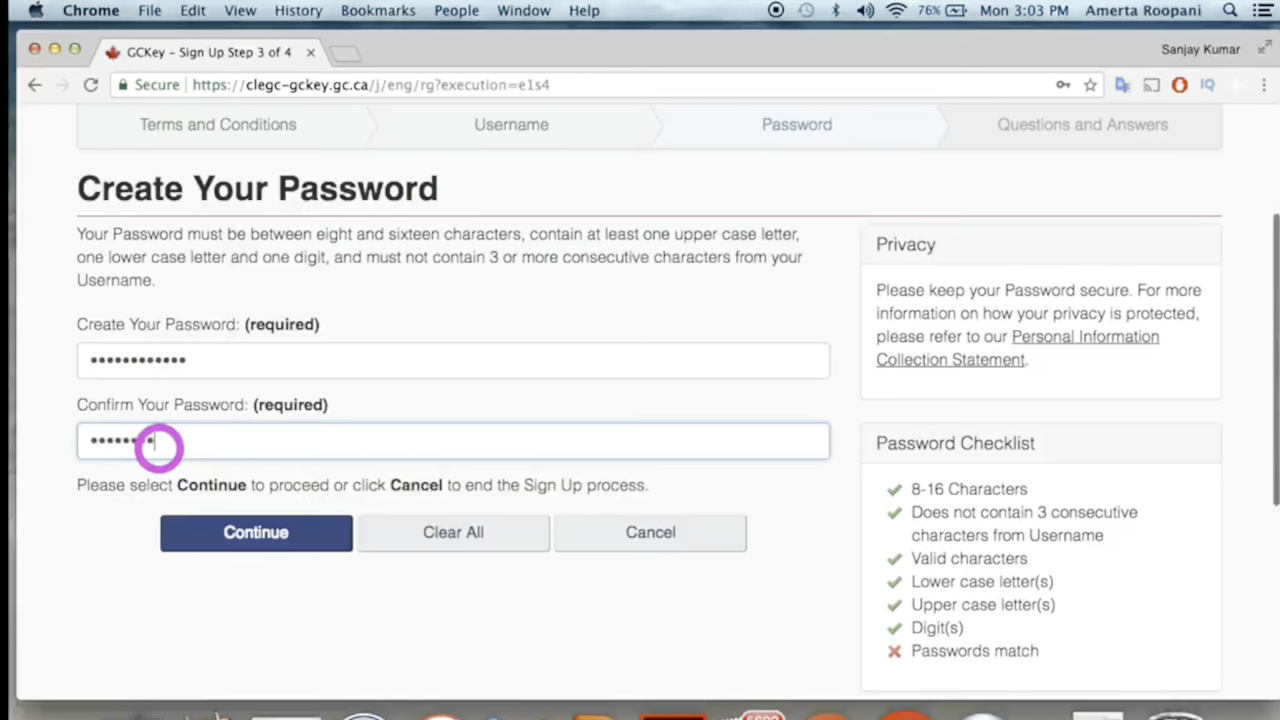 Chrome File Edit View History Bookmarks People Window Help 76% Mon 3:03 PM Amerta Roopani
GCKey - Sign Up Step 3 of 4 Sanjay Kumar
Secure https://clegc-gckey.gc.ca/j/eng/rg?execution=e1s4 IQ
Terms and Conditions Username Password Questions and Answers
Create Your Password
Your Password must be between eight and sixteen characters, contain at least one upper case letter,
one lower case letter and one digit, and must not contain 3 or more consecutive characters from your
Username.
Create Your Password: (required)
••••••••••••
Confirm Your Password: (required)
••••••••
Please select Continue to proceed or click Cancel to end the Sign Up process.
Continue Clear All Cancel
Privacy
Please keep your Password secure. For more
information on how your privacy is protected,
please refer to our Personal Information
Collection Statement.
Password Checklist
8-16 Characters
Does not contain 3 consecutive
characters from Username
Valid characters
Lower case letter(s)
Upper case letter(s)
Digit(s)
Passwords match